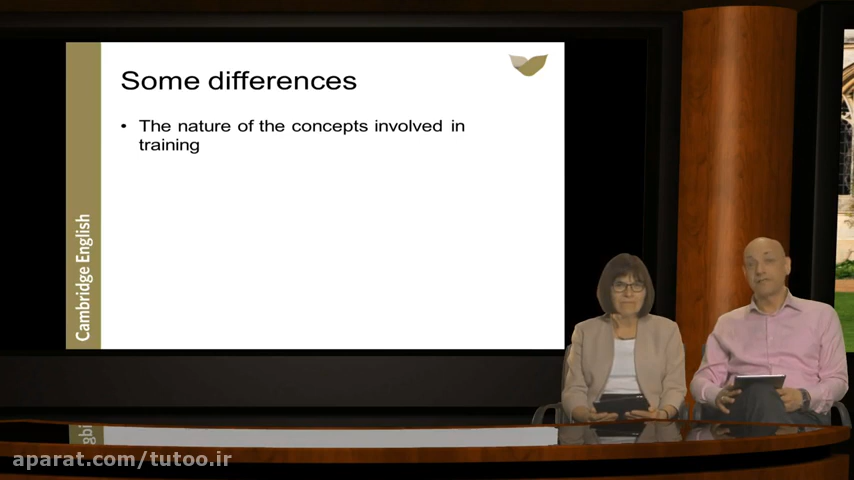 Some differences
• The nature of the concepts involved in
training
Cambridge English
aparat.com/tutoo.ir